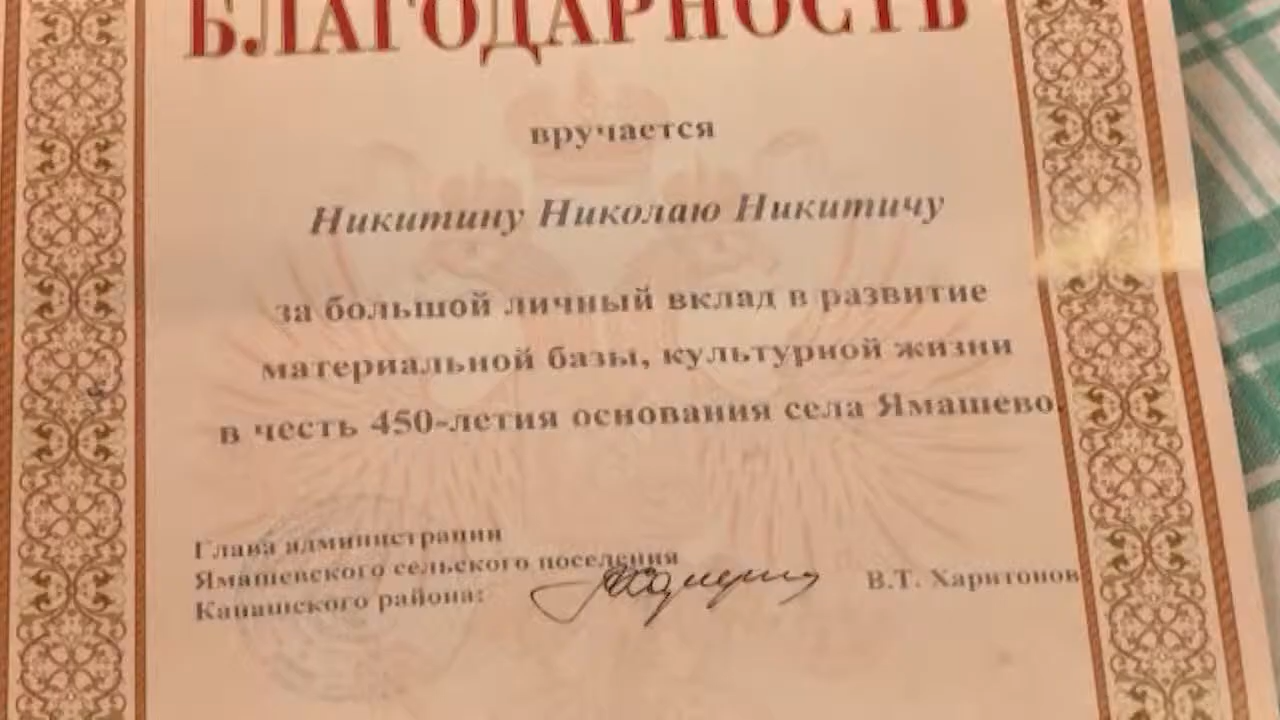 БЛАГОДАРНОСТЬ
вручается
Никитину Николаю Никитичу
за большой личный вклад в развитие
материальной базы, культурной жизни
в честь 450-летия основания села Ямашево.
Глава администрации
Ямашевского сельского поселения
Канашского района:
В.Т. Харитонов